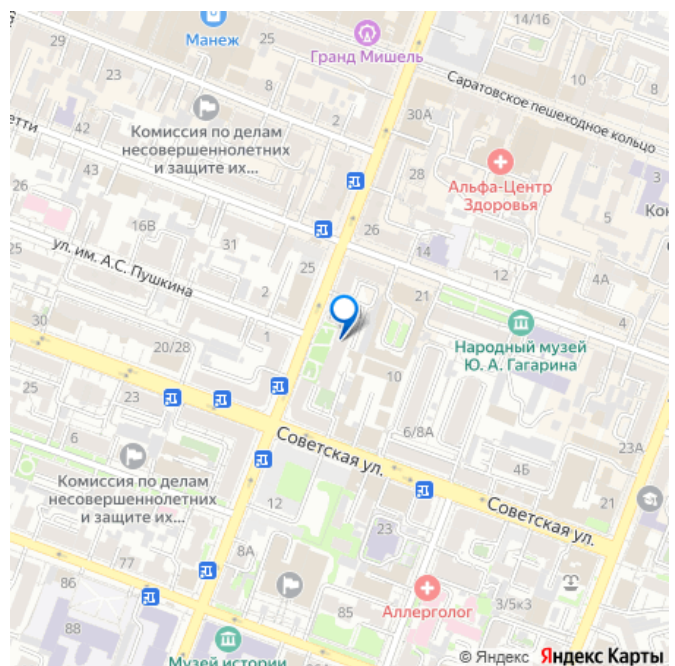 14/16
29
Манеж
25
Гранд Мишель
23
8
Саратовское пешеходное кольцо
10
8
42
Комиссия по делам
несовершеннолетних
и защите их...
2
30А
етти
43
28
Альфа-Центр
Здоровья
3
5
Кон
26
16В
31
26
14
12
25
ул. им. А.С. Пушкина
25
2
21
4А
4
30
1
20/28
Народный музей
Ю. А. Гагарина
10
25
23
6/8А
23А
6
Советская ул.
4Б
Комиссия по делам
несовершеннолетних
и защите их...
12
Советская ул.
21
23
77
8А
86
85
Аллерголог
3/5к3
88
Музей истории
© Яндекс Яндекс Карты